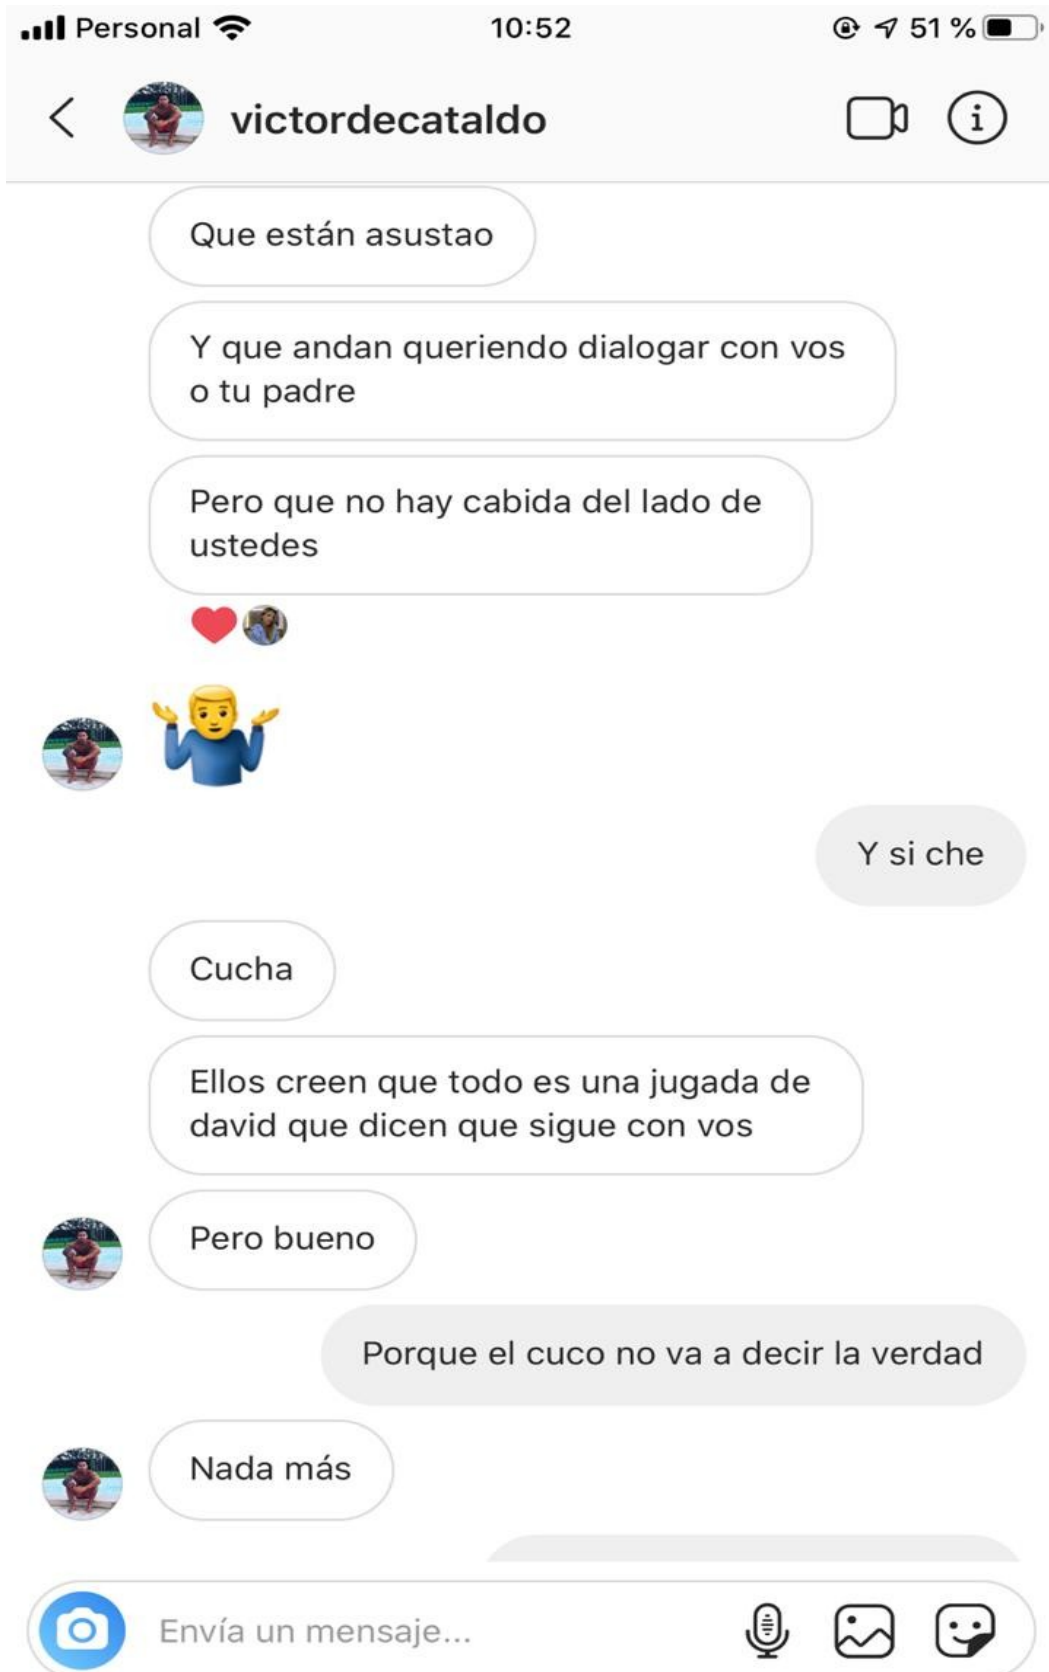 Personal 10:52 51 %
victordecataldo
Que están asustao
Y que andan queriendo dialogar con vos
o tu padre
Pero que no hay cabida del lado de
ustedes
Y si che
Cucha
Ellos creen que todo es una jugada de
david que dicen que sigue con vos
Pero bueno
Porque el cuco no va a decir la verdad
Nada más
Envía un mensaje...